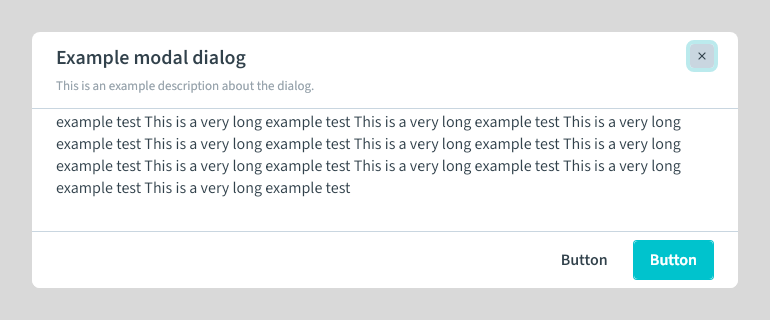 Example modal dialog
×
This is an example description about the dialog.
example test This is a very long example test This is a very long example test This is a very long
example test This is a very long example test This is a very long example test This is a very long
example test This is a very long example test This is a very long example test This is a very long
example test This is a very long example test
Button
Button